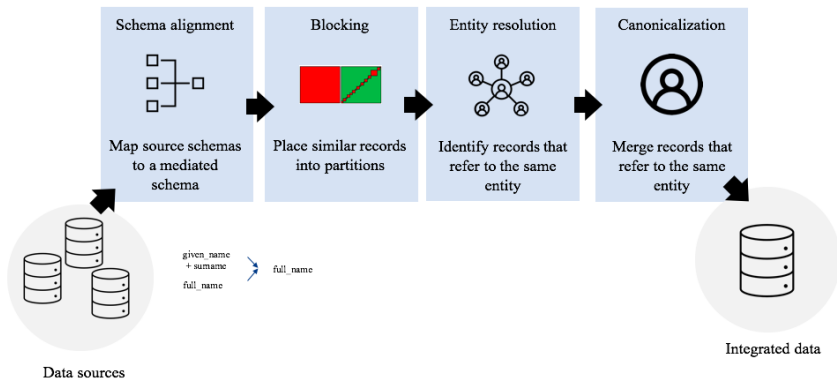 Schema alignment
Map source schemas
to a mediated
schema
Blocking
Place similar records
into partitions
Entity resolution
Identify records that
refer to the same
entity
Canonicalization
Merge records that
refer to the same
entity
given_name
+ surname
full_name
full_name
Data sources
Integrated data